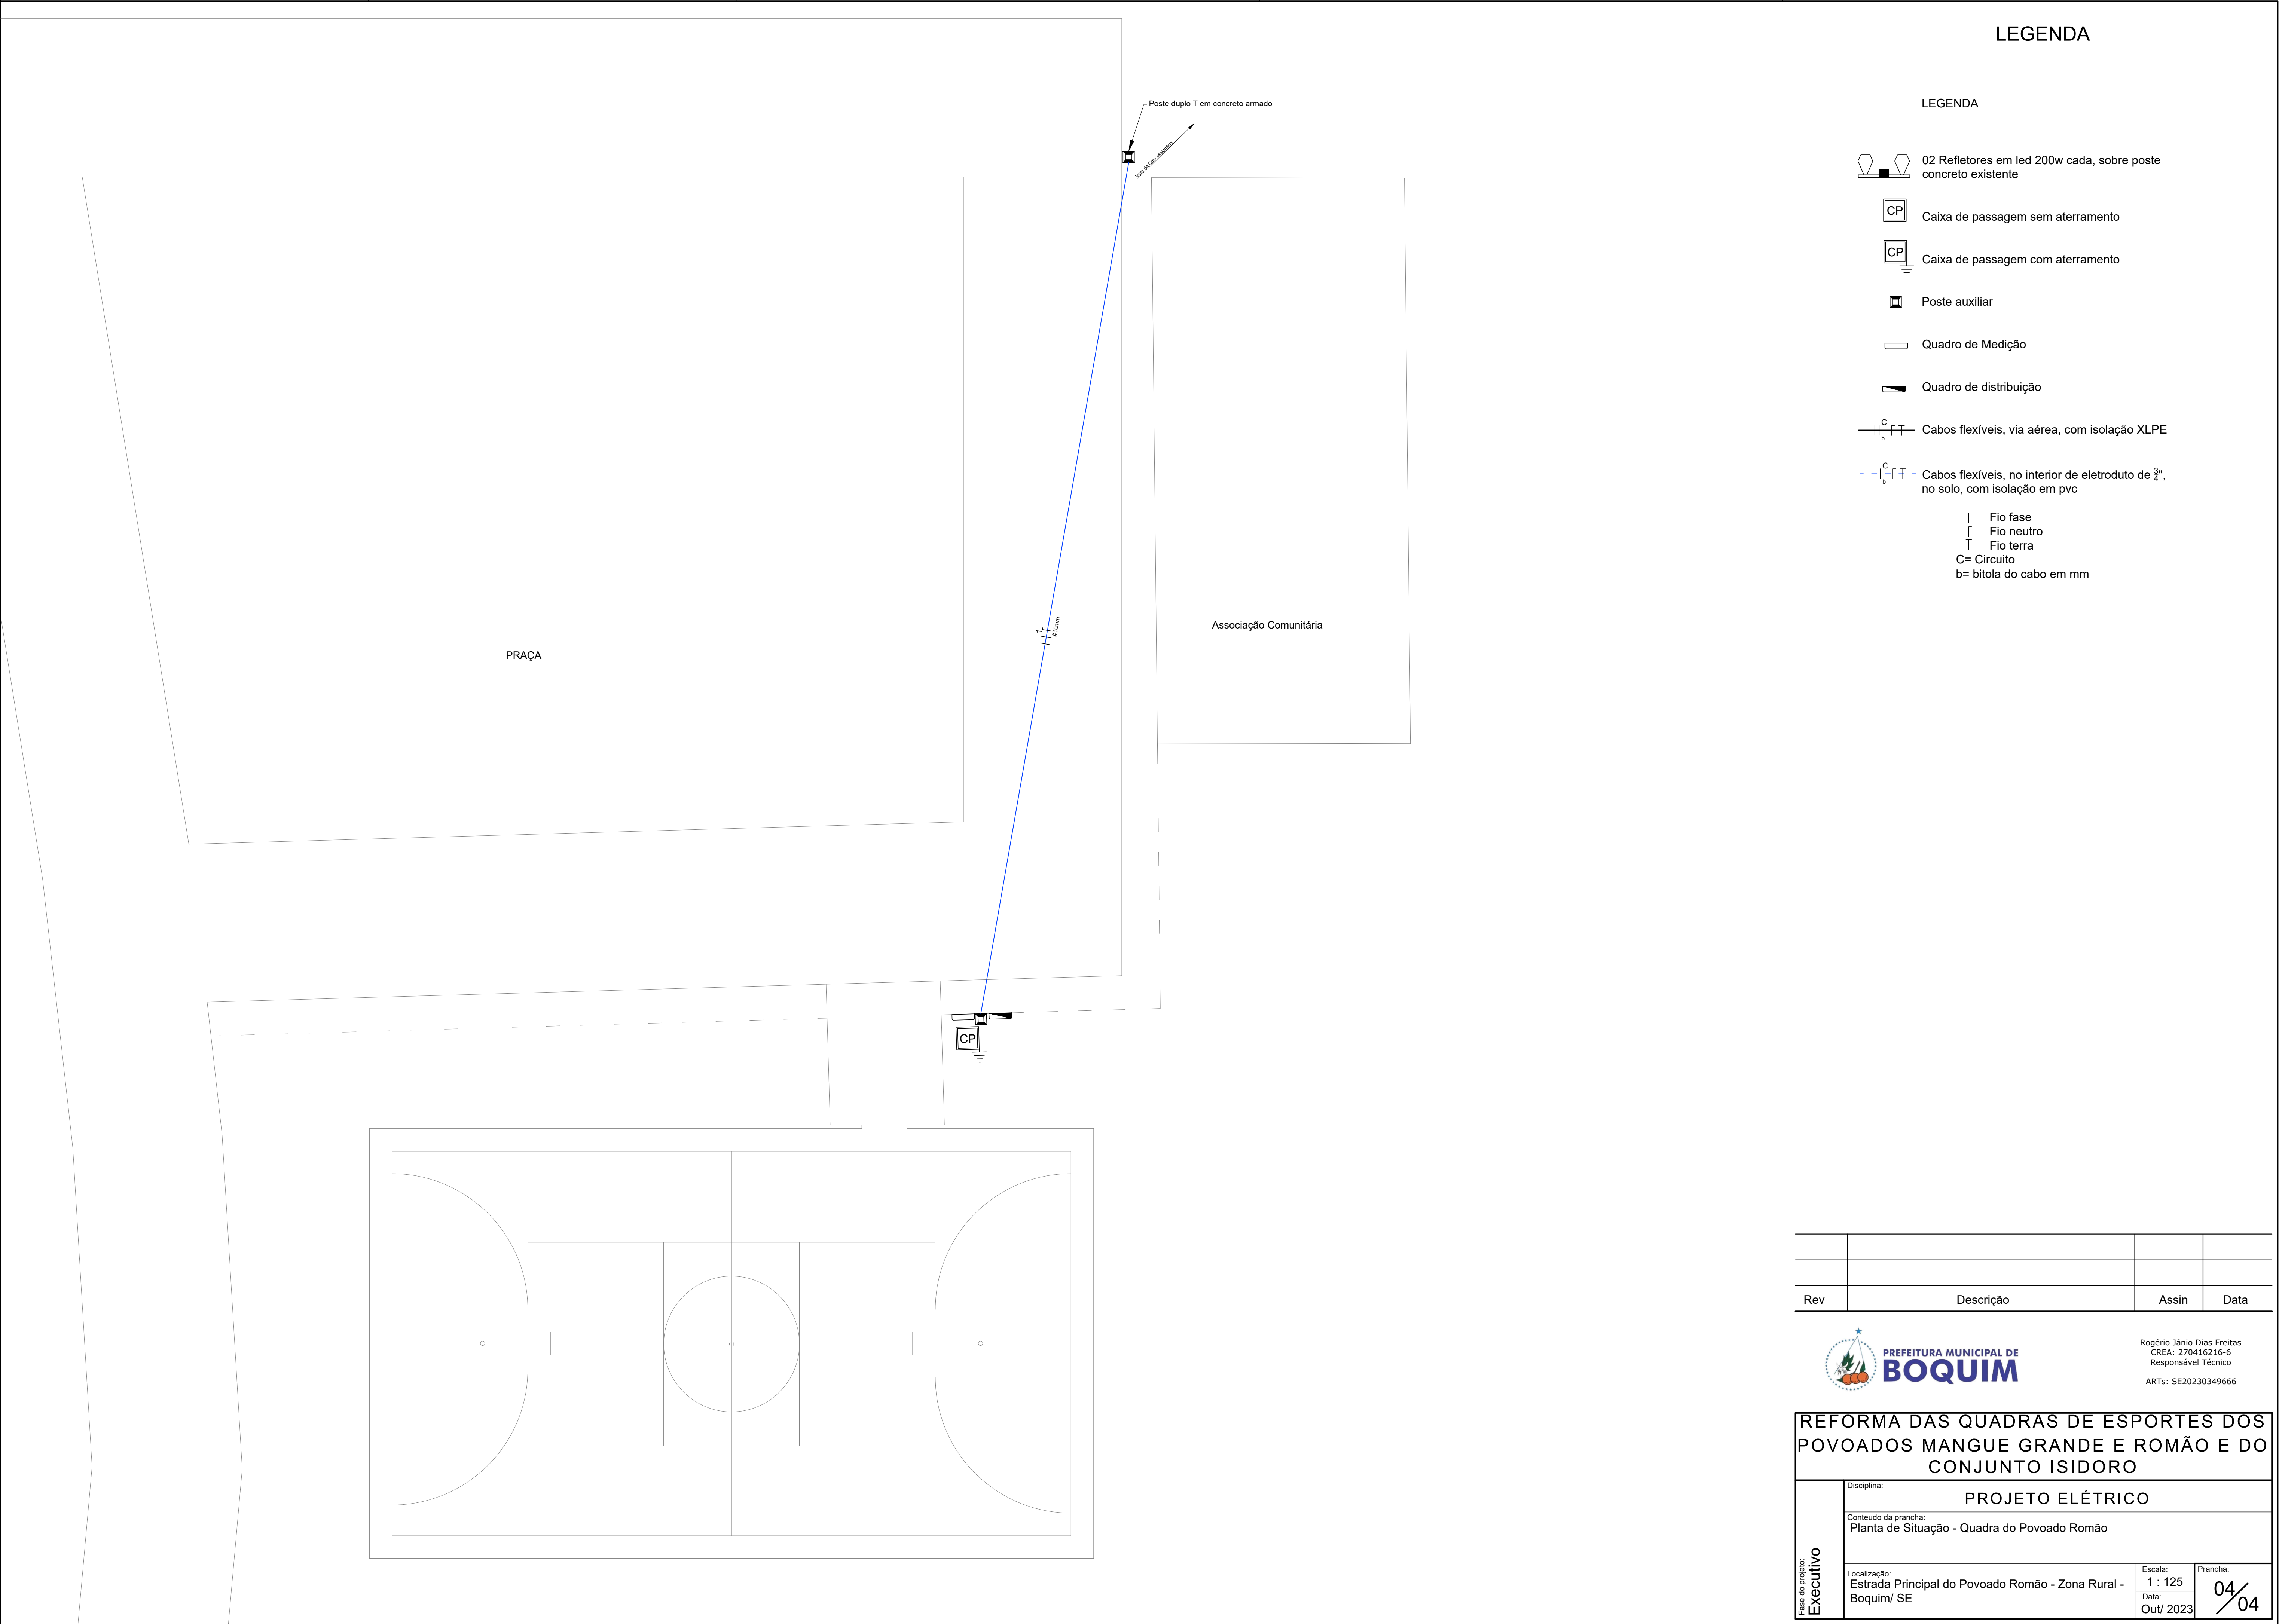 LEGENDA
LEGENDA
02 Refletores em led 200w cada, sobre poste
concreto existente
CP
Caixa de passagem sem aterramento
CP
Caixa de passagem com aterramento
Poste auxiliar
Quadro de Medição
Quadro de distribuição
C
b
Cabos flexíveis, via aérea, com isolação XLPE
C
b
Cabos flexíveis, no interior de eletroduto de 3/4",
no solo, com isolação em pvc
Fio fase
Fio neutro
Fio terra
C= Circuito
b= bitola do cabo em mm
Poste duplo T em concreto armado
Vem da Concessionária
#10mm
Associação Comunitária
PRAÇA
CP
Rev Descrição Assin Data
PREFEITURA MUNICIPAL DE
BOQUIM
Rogério Jânio Dias Freitas
CREA: 270416216-6
Responsável Técnico
ARTs: SE20230349666
REFORMA DAS QUADRAS DE ESPORTES DOS
POVOADOS MANGUE GRANDE E ROMÃO E DO
CONJUNTO ISIDORO
Fase do projeto:
Executivo
Disciplina:
PROJETO ELÉTRICO
Conteudo da prancha:
Planta de Situação - Quadra do Povoado Romão
Localização:
Estrada Principal do Povoado Romão - Zona Rural -
Boquim/ SE
Escala:
1 : 125
Data:
Out/ 2023
Prancha:
04/04